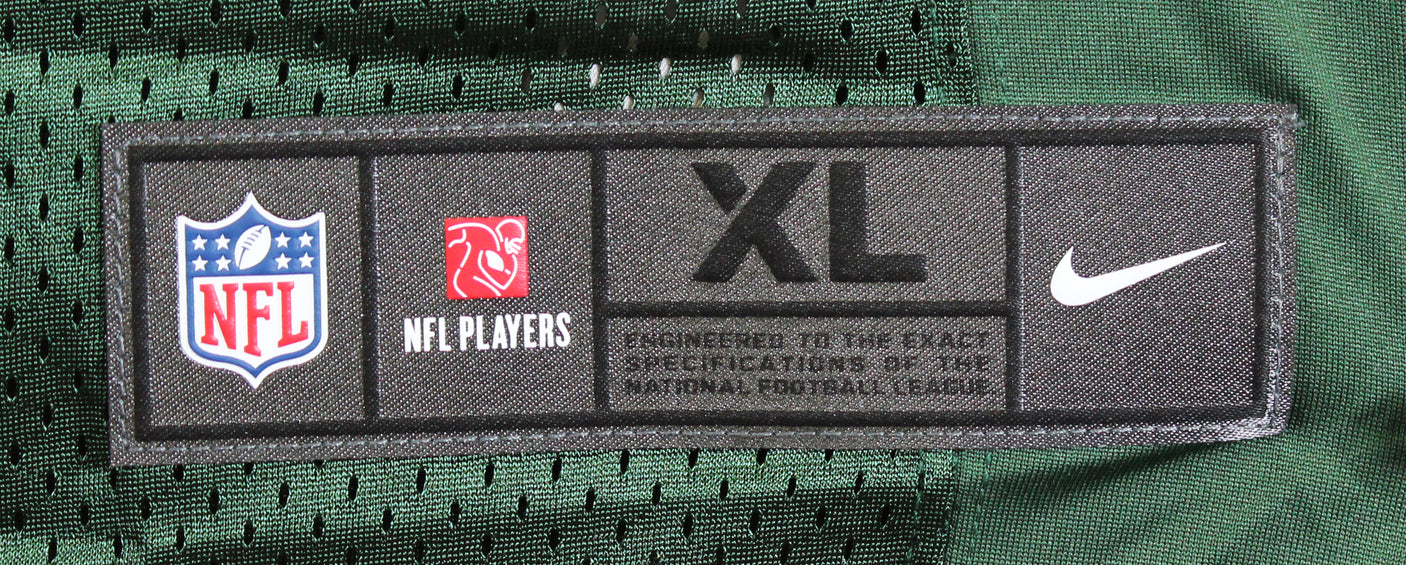 NFL
NFL PLAYERS
XL
ENGINEERED TO THE EXACT
SPECIFICATIONS OF THE
NATIONAL FOOTBALL LEAGUE